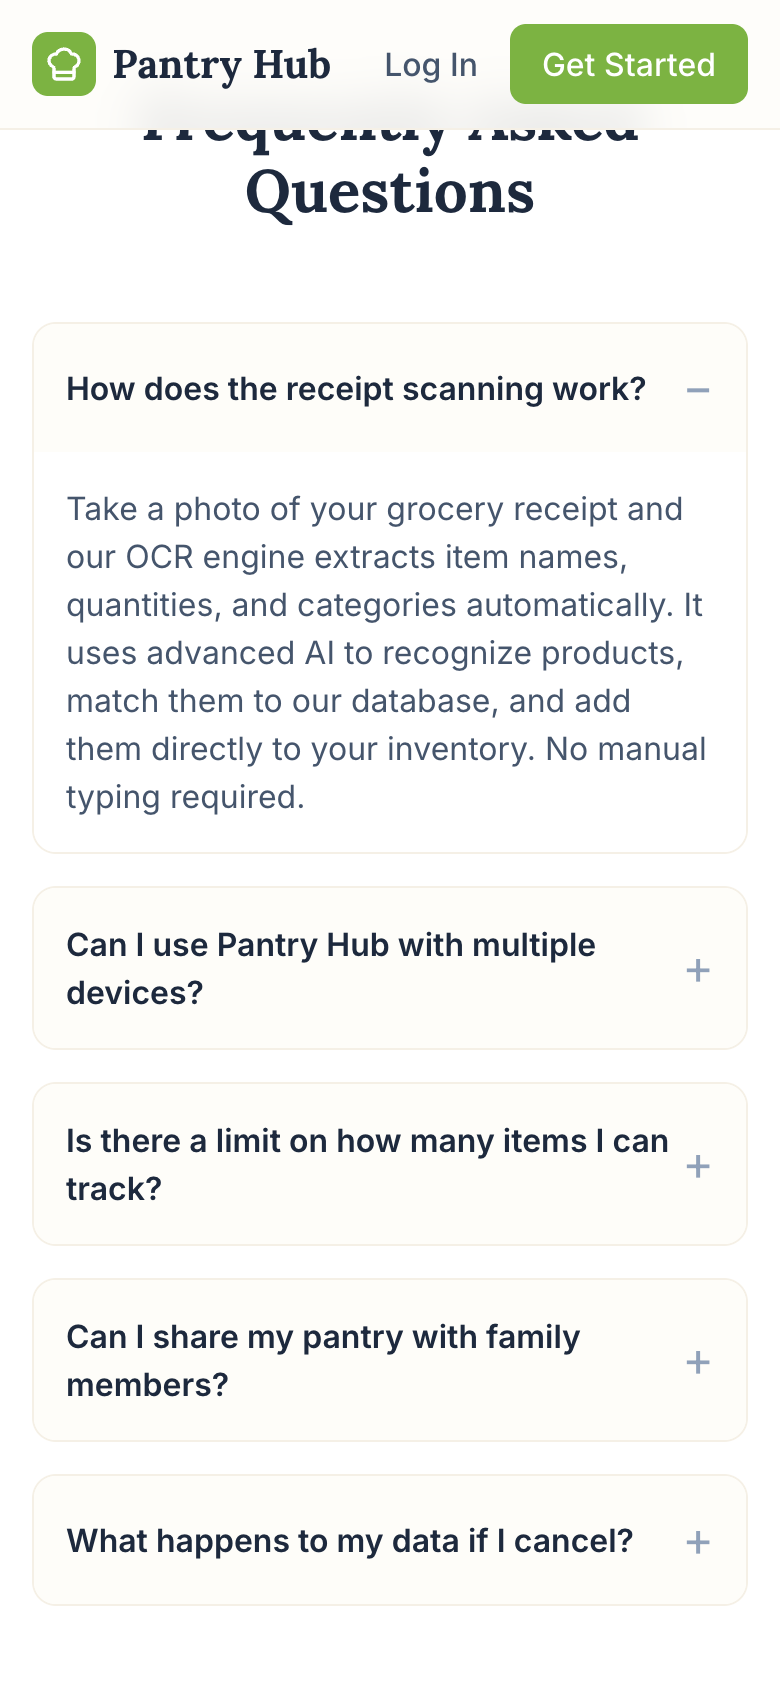 Pantry Hub
Log In
Get Started
Frequently Asked
Questions
How does the receipt scanning work?
Take a photo of your grocery receipt and
our OCR engine extracts item names,
quantities, and categories automatically. It
uses advanced AI to recognize products,
match them to our database, and add
them directly to your inventory. No manual
typing required.
Can I use Pantry Hub with multiple
devices?
Is there a limit on how many items I can
track?
Can I share my pantry with family
members?
What happens to my data if I cancel?